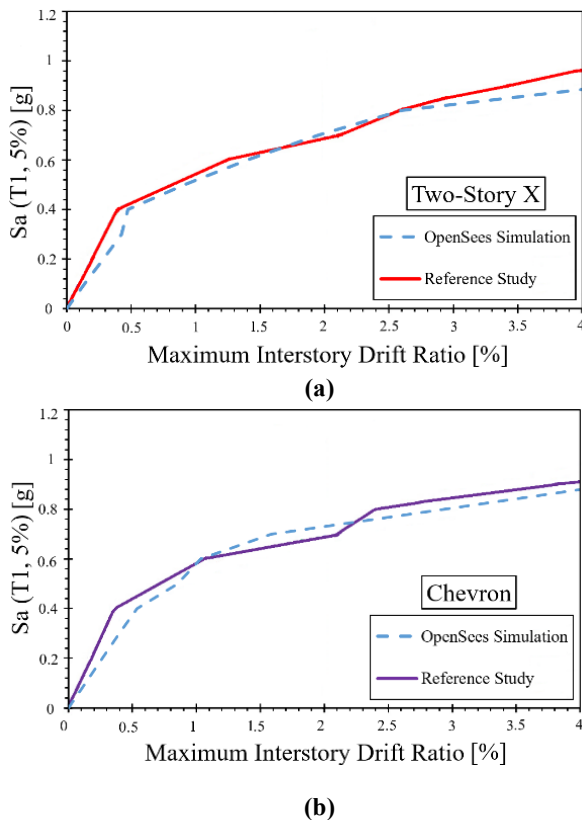 1.2
1
0.8
0.6
0.4
0.2
0
Sa (T1, 5%) [g]
Two-Story X
OpenSees Simulation
Reference Study
0 0.5 1 1.5 2 2.5 3 3.5 4
Maximum Interstory Drift Ratio [%]
(a)
1.2
1
0.8
0.6
0.4
0.2
0
Sa (T1, 5%) [g]
Chevron
OpenSees Simulation
Reference Study
0 0.5 1 1.5 2 2.5 3 3.5 4
Maximum Interstory Drift Ratio [%]
(b)